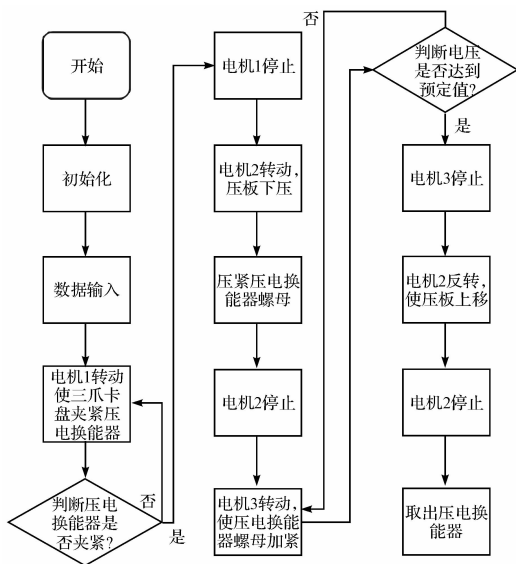 开始
初始化
数据输入
电机1转动
使三爪卡
盘夹紧压
电换能器
判断压电
换能器是
否夹紧?
否
是
电机1停止
电机2转动,
压板下压
压紧压电换
能器螺母
电机2停止
电机3转动,
使压电换能
器螺母加紧
否
判断电压
是否达到
预定值?
是
电机3停止
电机2反转,
使压板上移
电机2停止
取出压电换
能器